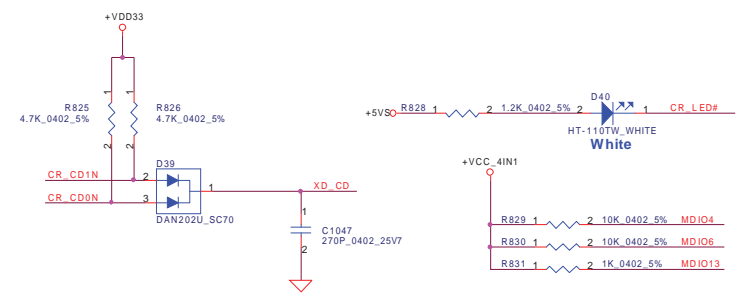 +VDD33
1
1
R825
4.7K_0402_5%
R826
4.7K_0402_5%
2
2
D39
CR_CD1N
2
1
XD_CD
CR_CD0N
3
DAN202U_SC70
1
C1047
270P_0402_25V7
2
D40
+5VS
R828
1
2
1.2K_0402_5%
2
1
CR_LED#
HT-110TW_WHITE
White
+VCC_4IN1
R829 1 2 10K_0402_5% MDIO4
R830 1 2 10K_0402_5% MDIO6
R831 1 2 1K_0402_5% MDIO13